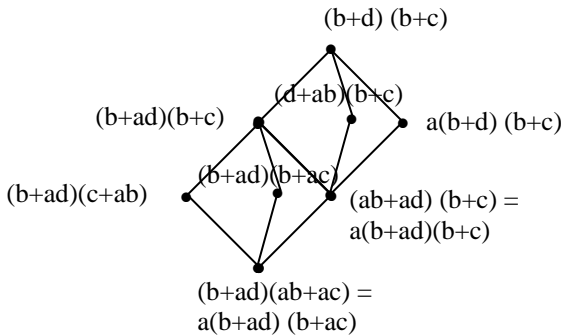 (b+d) (b+c)
(d+ab)(b+c)
(b+ad)(b+c)
a(b+d) (b+c)
(b+ad)(b+ac)
(b+ad)(c+ab)
(ab+ad) (b+c) =
a(b+ad)(b+c)
(b+ad)(ab+ac) =
a(b+ad) (b+ac)